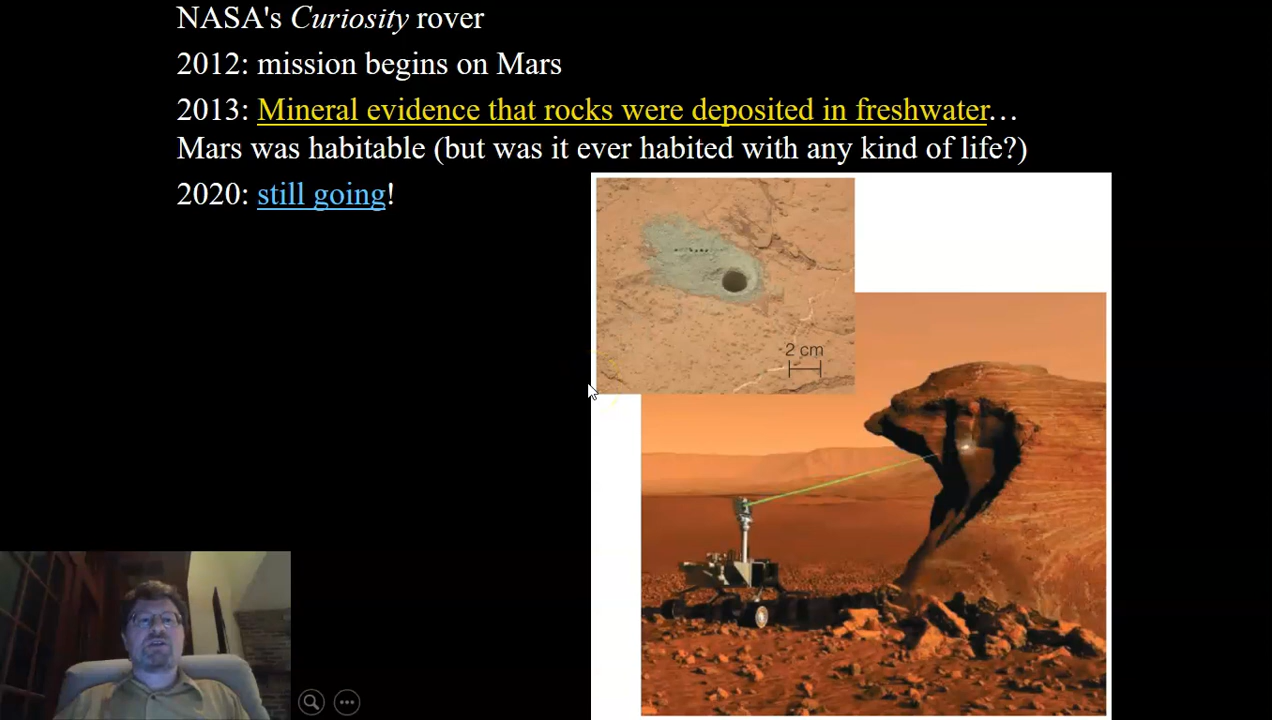 NASA's Curiosity rover
2012: mission begins on Mars
2013: Mineral evidence that rocks were deposited in freshwater…
Mars was habitable (but was it ever habited with any kind of life?)
2020: still going!
2 cm